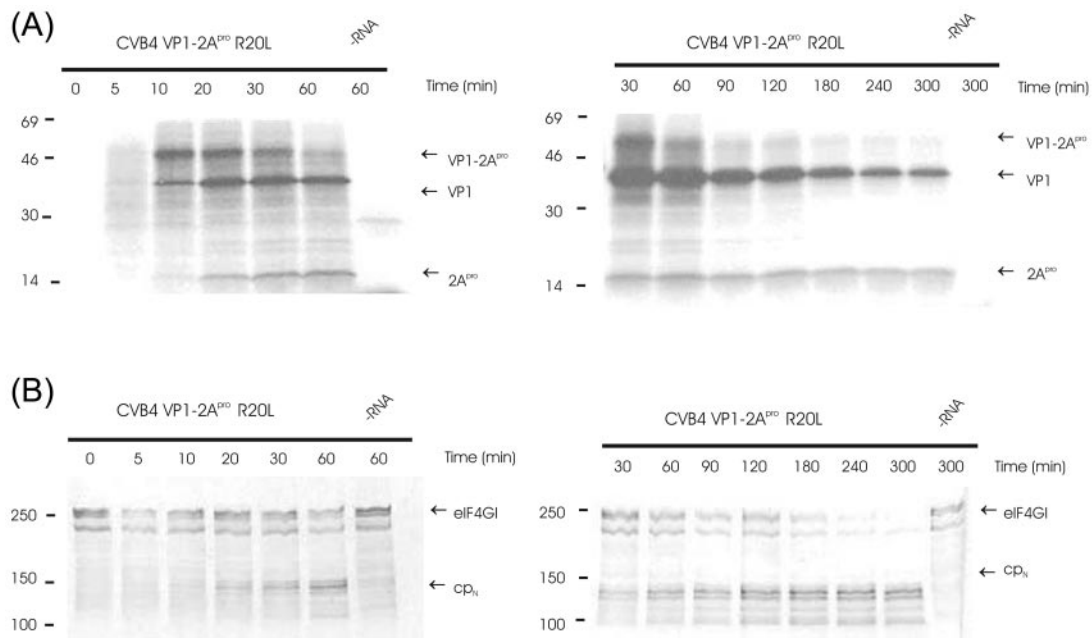 (A)
CVB4 VP1-2Aᵖʳᵒ R20L -RNA
0 5 10 20 30 60 60 Time (min)
69
46
30
14
← VP1-2Aᵖʳᵒ
← VP1
← 2Aᵖʳᵒ
CVB4 VP1-2Aᵖʳᵒ R20L -RNA
30 60 90 120 180 240 300 300 Time (min)
69
46
30
14
← VP1-2Aᵖʳᵒ
← VP1
← 2Aᵖʳᵒ
(B)
CVB4 VP1-2Aᵖʳᵒ R20L -RNA
0 5 10 20 30 60 60 Time (min)
250
150
100
← eIF4GI
← cpₙ
CVB4 VP1-2Aᵖʳᵒ R20L -RNA
30 60 90 120 180 240 300 300 Time (min)
250
150
100
← eIF4GI
← cpₙ